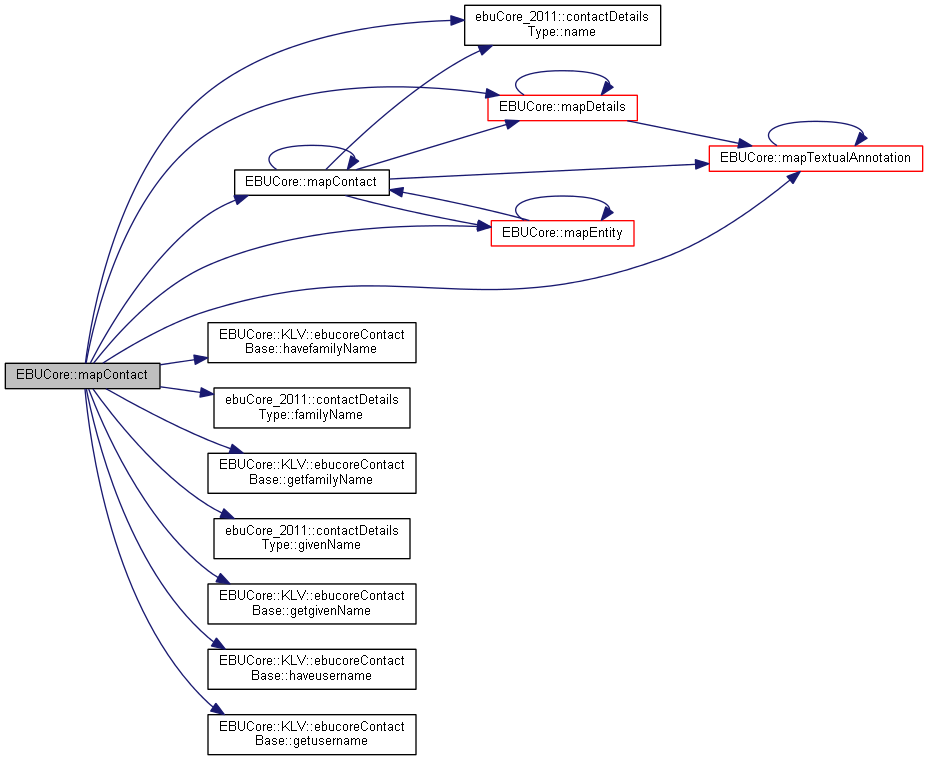 ebuCore_2011::contactDetails
Type::name
EBUCore::mapDetails
EBUCore::mapTextualAnnotation
EBUCore::mapContact
EBUCore::mapEntity
EBUCore::KLV::ebucoreContact
Base::havefamilyName
EBUCore::mapContact
ebuCore_2011::contactDetails
Type::familyName
EBUCore::KLV::ebucoreContact
Base::getfamilyName
ebuCore_2011::contactDetails
Type::givenName
EBUCore::KLV::ebucoreContact
Base::getgivenName
EBUCore::KLV::ebucoreContact
Base::haveusername
EBUCore::KLV::ebucoreContact
Base::getusername